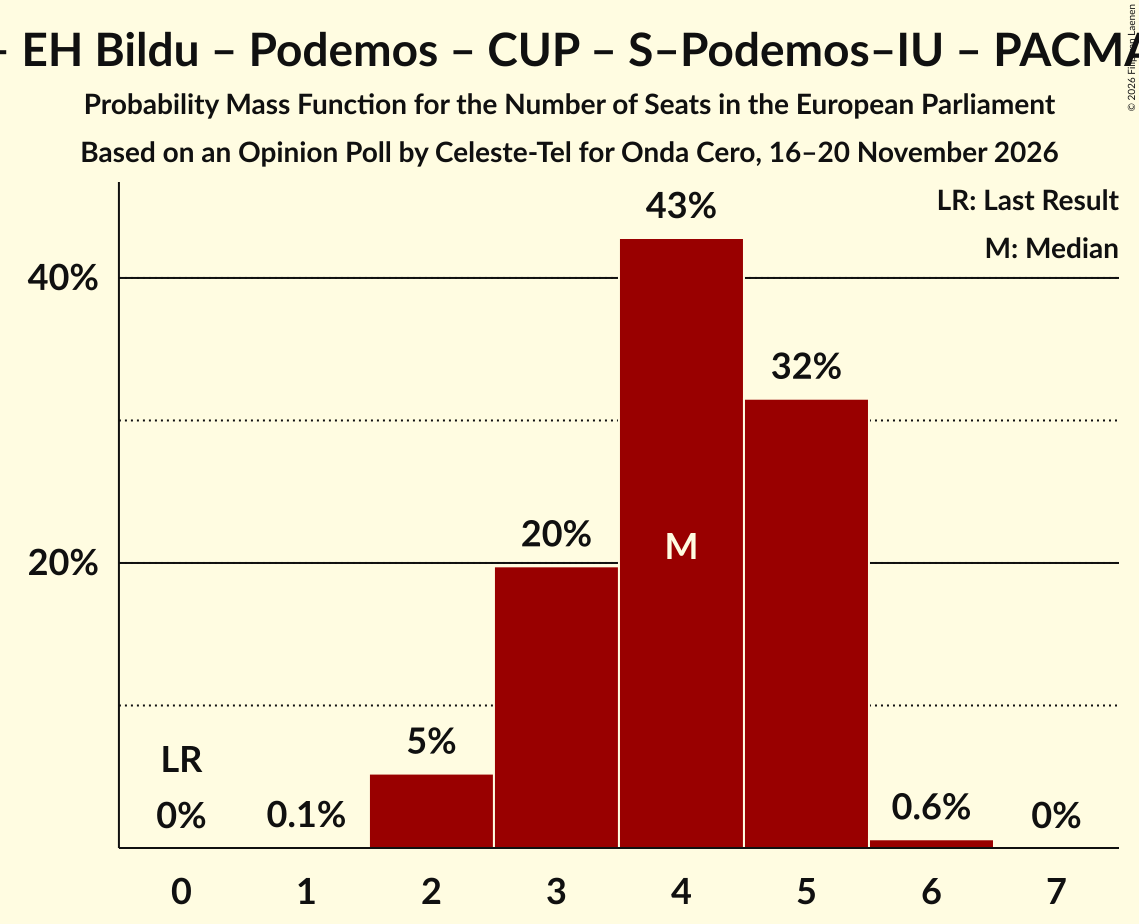 – EH Bildu – Podemos – CUP – S–Podemos–IU – PACMA
Probability Mass Function for the Number of Seats in the European Parliament
Based on an Opinion Poll by Celeste-Tel for Onda Cero, 16–20 November 2026
© 2026 Filip Laenen
LR: Last Result
M: Median
43%
40%
32%
20%
M
20%
5%
LR
0%
0.1%
0.6%
0%
0 1 2 3 4 5 6 7